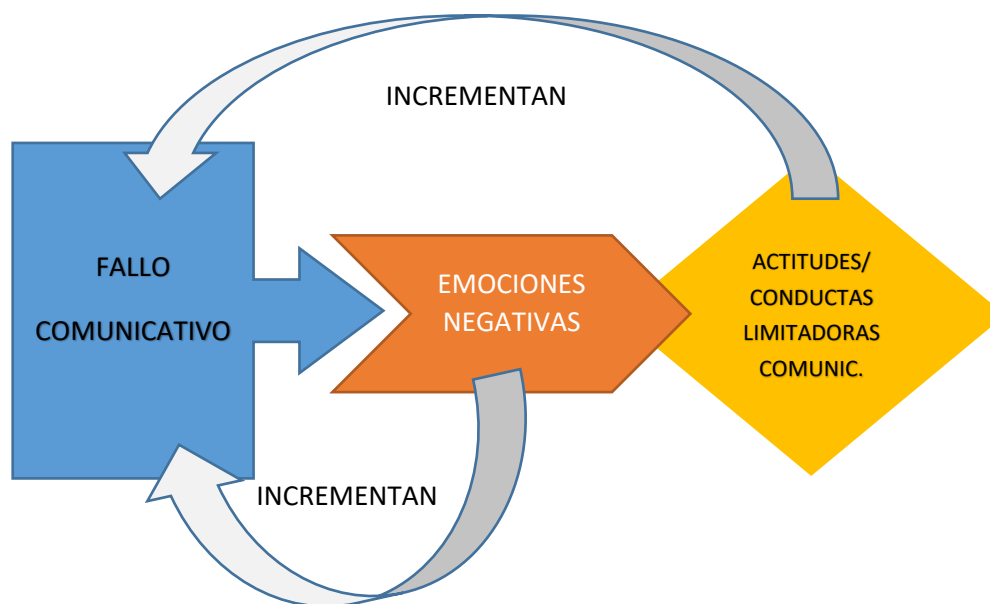 INCREMENTAN
FALLO
COMUNICATIVO
EMOCIONES
NEGATIVAS
ACTITUDES/
CONDUCTAS
LIMITADORAS
COMUNIC.
INCREMENTAN